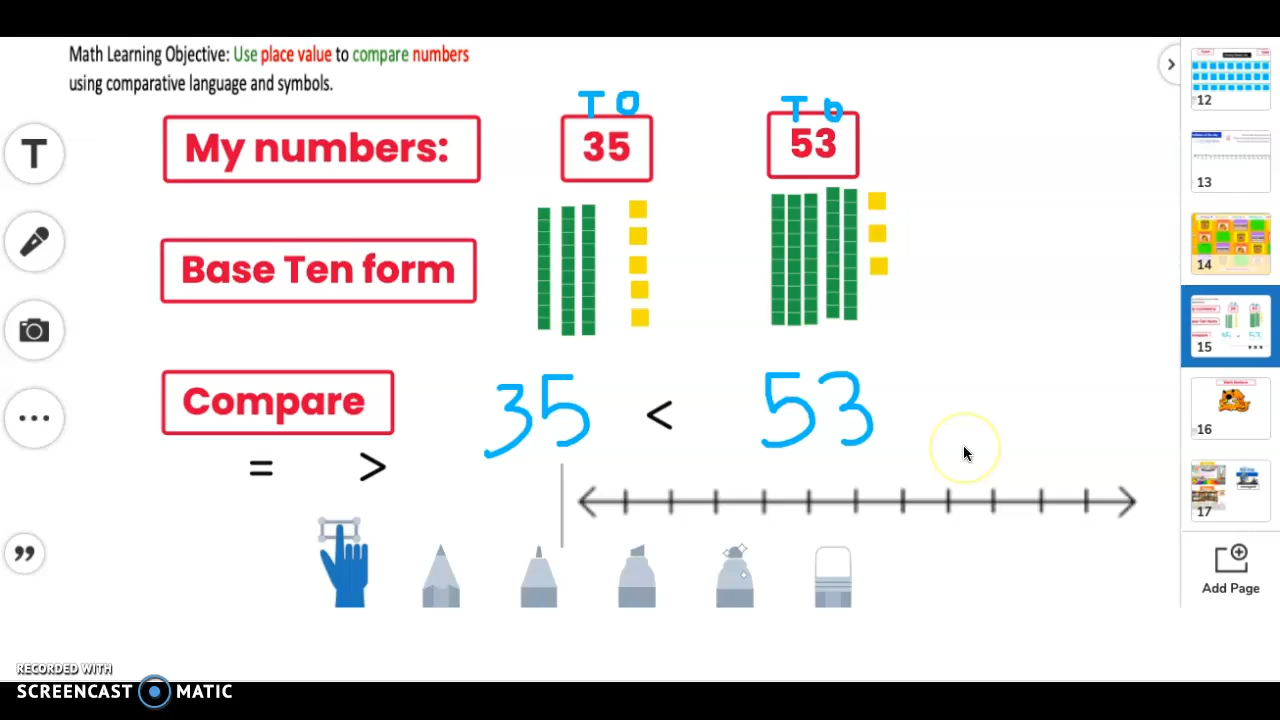 Math Learning Objective: Use place value to compare numbers
using comparative language and symbols.
T O
T O
My numbers:
35
53
Base Ten form
Compare
35 < 53
= >
T
12
13
14
15
16
17
Add Page
RECORDED WITH
SCREENCAST MATIC